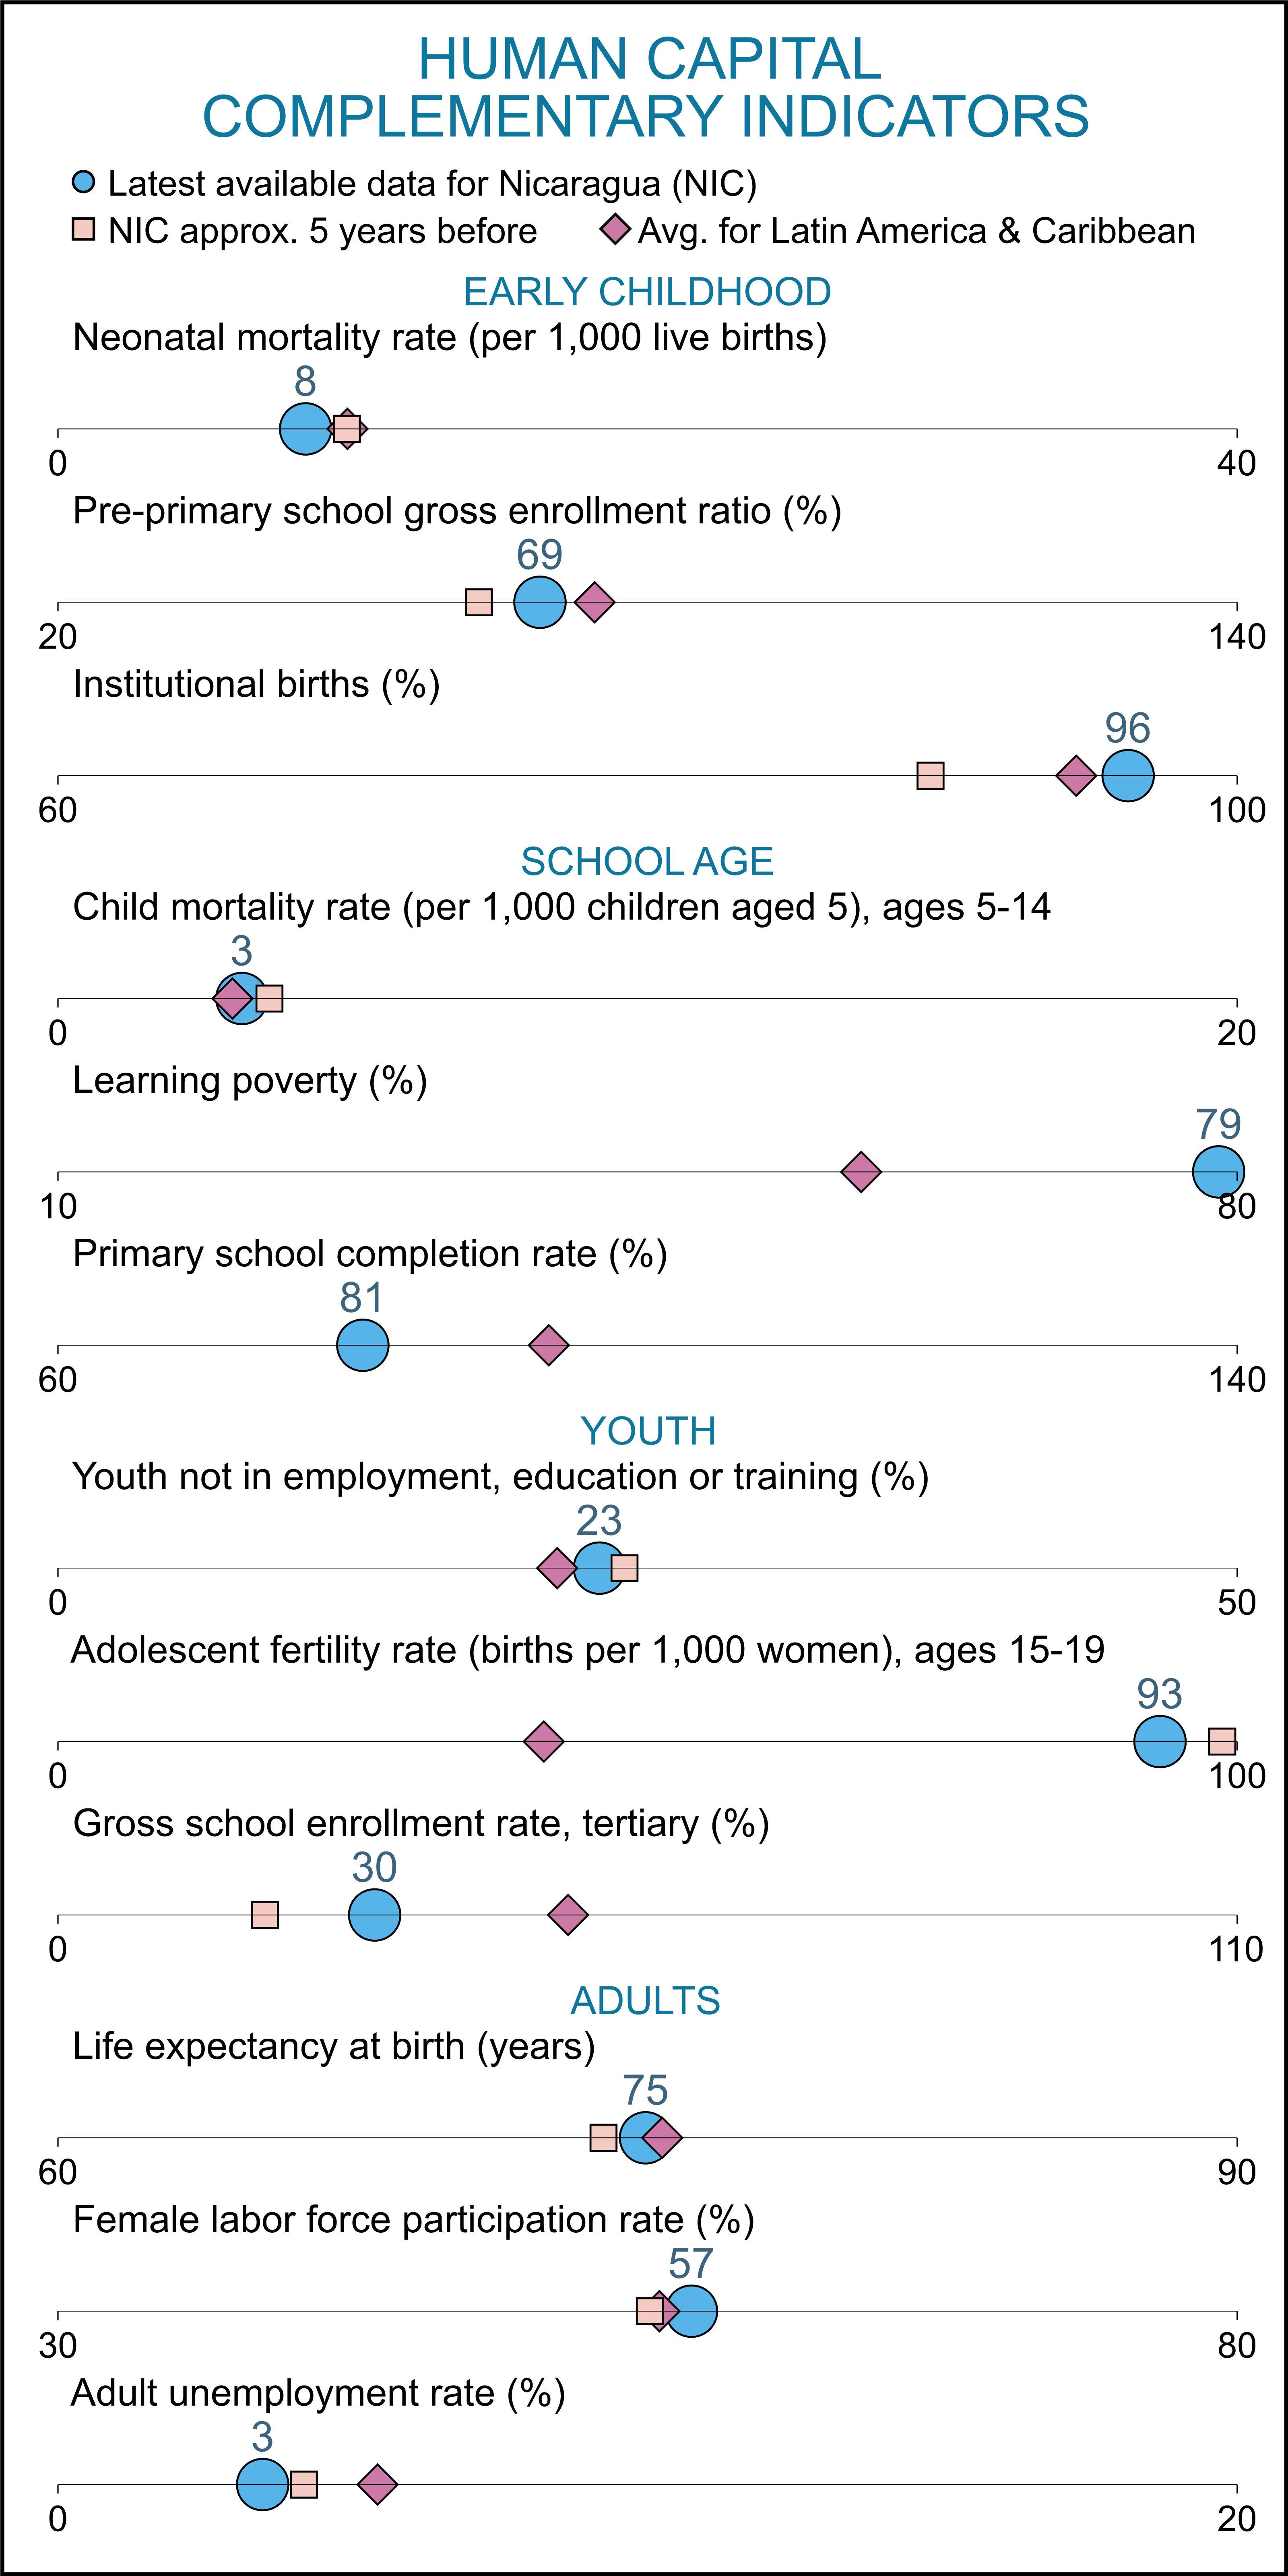 HUMAN CAPITAL
COMPLEMENTARY INDICATORS
Latest available data for Nicaragua (NIC)
NIC approx. 5 years before Avg. for Latin America & Caribbean
EARLY CHILDHOOD
Neonatal mortality rate (per 1,000 live births)
8
0 40
Pre-primary school gross enrollment ratio (%)
69
20 140
Institutional births (%)
96
60 100
SCHOOL AGE
Child mortality rate (per 1,000 children aged 5), ages 5-14
3
0 20
Learning poverty (%)
79
10 80
Primary school completion rate (%)
81
60 140
YOUTH
Youth not in employment, education or training (%)
23
0 50
Adolescent fertility rate (births per 1,000 women), ages 15-19
93
0 100
Gross school enrollment rate, tertiary (%)
30
0 110
ADULTS
Life expectancy at birth (years)
75
60 90
Female labor force participation rate (%)
57
30 80
Adult unemployment rate (%)
3
0 20